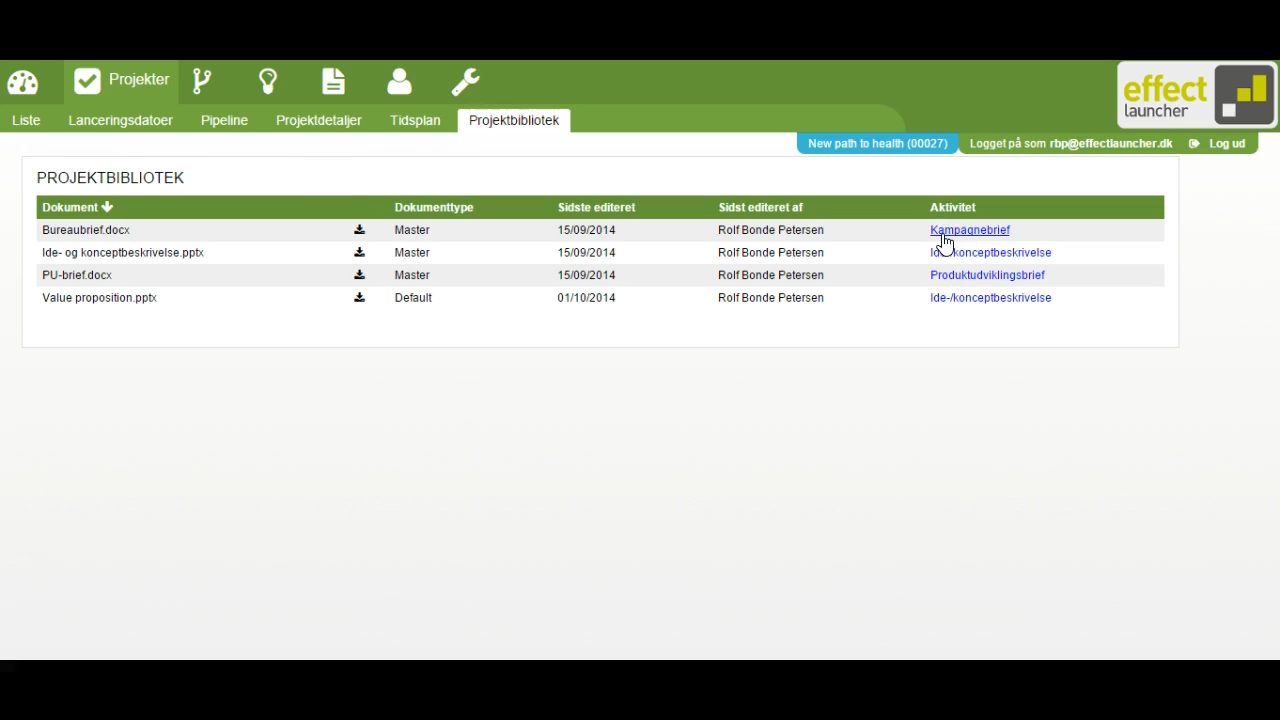 Projekter
effect
launcher
Liste Lanceringsdatoer Pipeline Projektdetaljer Tidsplan Projektbibliotek
New path to health (00027) Logget på som rbp@effectlauncher.dk Log ud
PROJEKTBIBLIOTEK
Dokument Dokumenttype Sidste editeret Sidst editeret af Aktivitet
Bureaubrief.docx Master 15/09/2014 Rolf Bonde Petersen Kampagnebrief
Ide- og konceptbeskrivelse.pptx Master 15/09/2014 Rolf Bonde Petersen Ide-/konceptbeskrivelse
PU-brief.docx Master 15/09/2014 Rolf Bonde Petersen Produktudviklingsbrief
Value proposition.pptx Default 01/10/2014 Rolf Bonde Petersen Ide-/konceptbeskrivelse